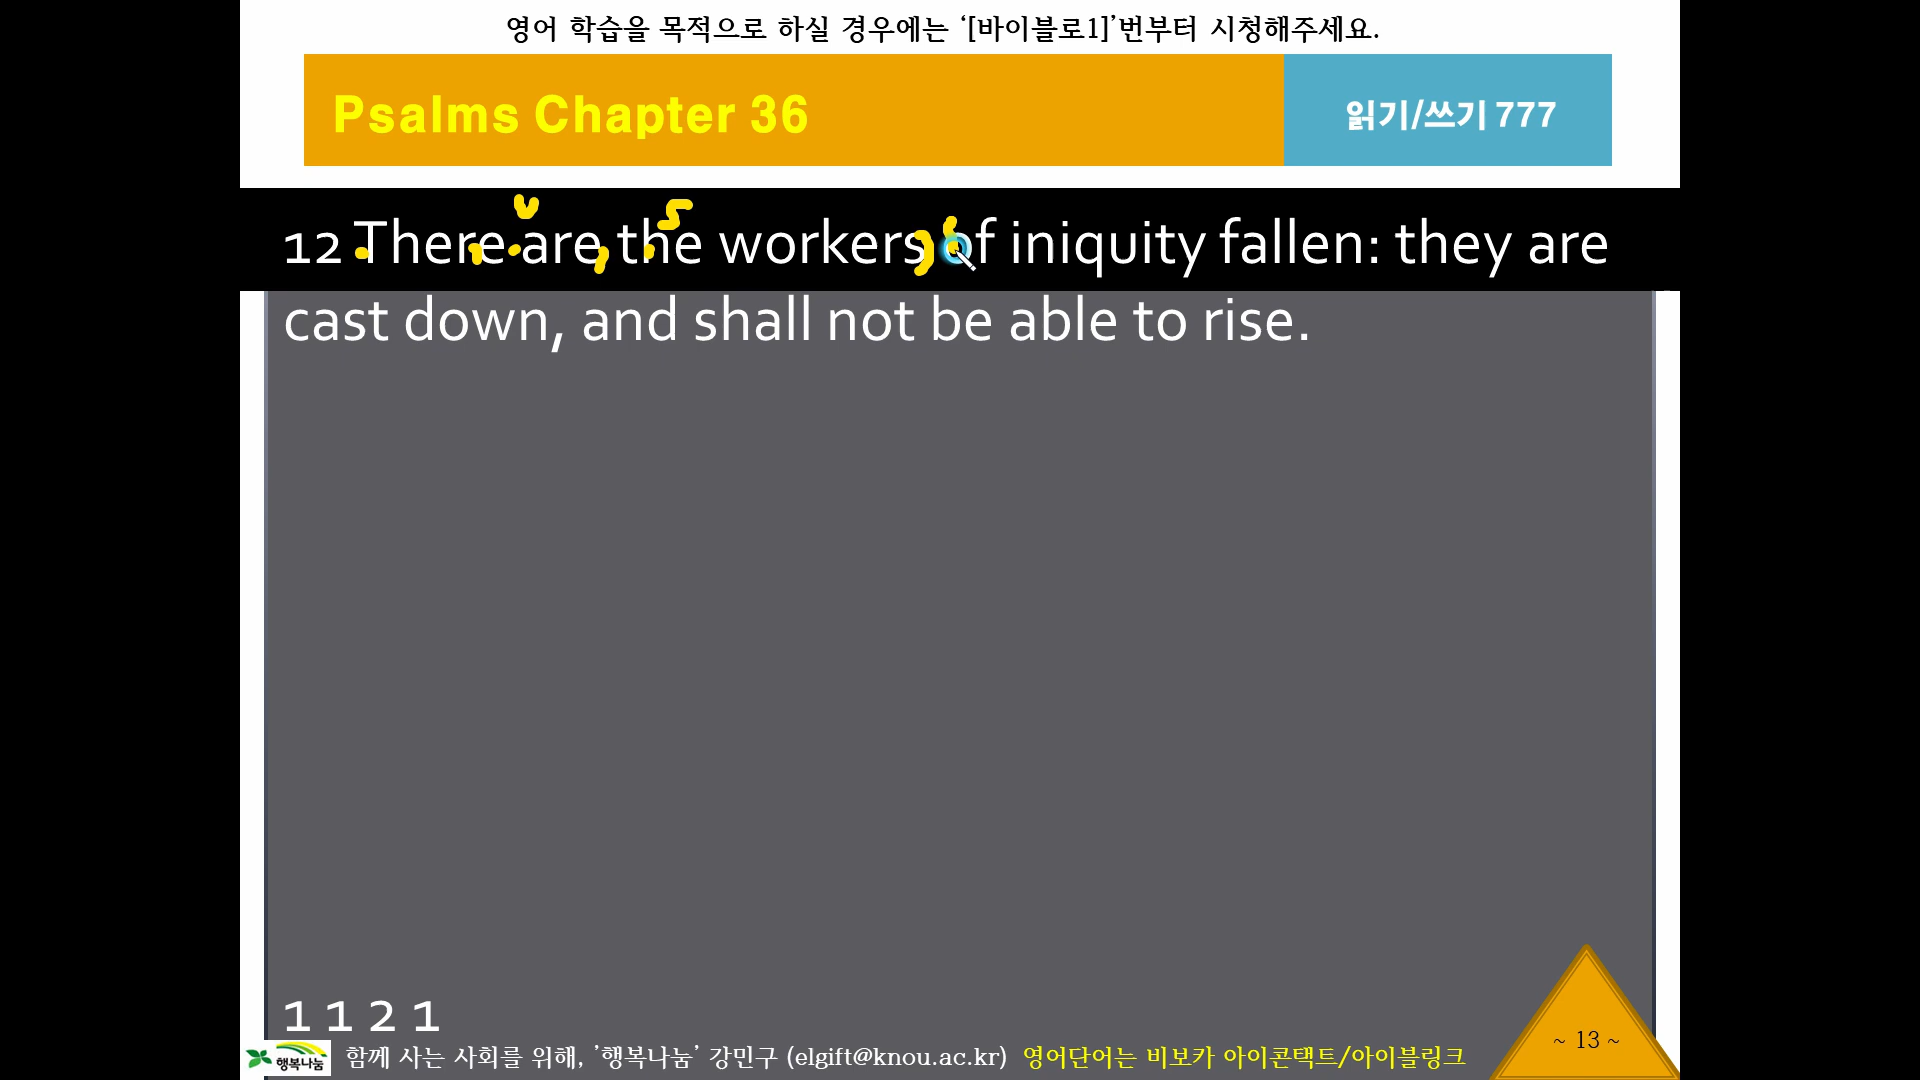 영어 학습을 목적으로 하실 경우에는 ‘[바이블로1]’번부터 시청해주세요.
Psalms Chapter 36
읽기/쓰기 777
v s
12 There are the workers of iniquity fallen: they are
cast down, and shall not be able to rise.
1 1 2 1
~ 13 ~
행복나눔
함께 사는 사회를 위해, ’행복나눔’ 강민구 (elgift@knou.ac.kr) 영어단어는 비보카 아이콘택트/아이블링크